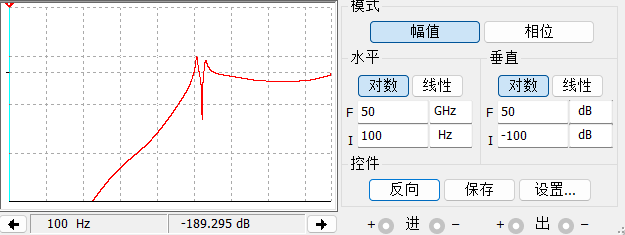 模式
幅值 相位
水平 垂直
对数 线性 对数 线性
F 50 GHz F 50 dB
I 100 Hz I -100 dB
控件
反向 保存 设置...
100 Hz -189.295 dB + 进 − + 出 −